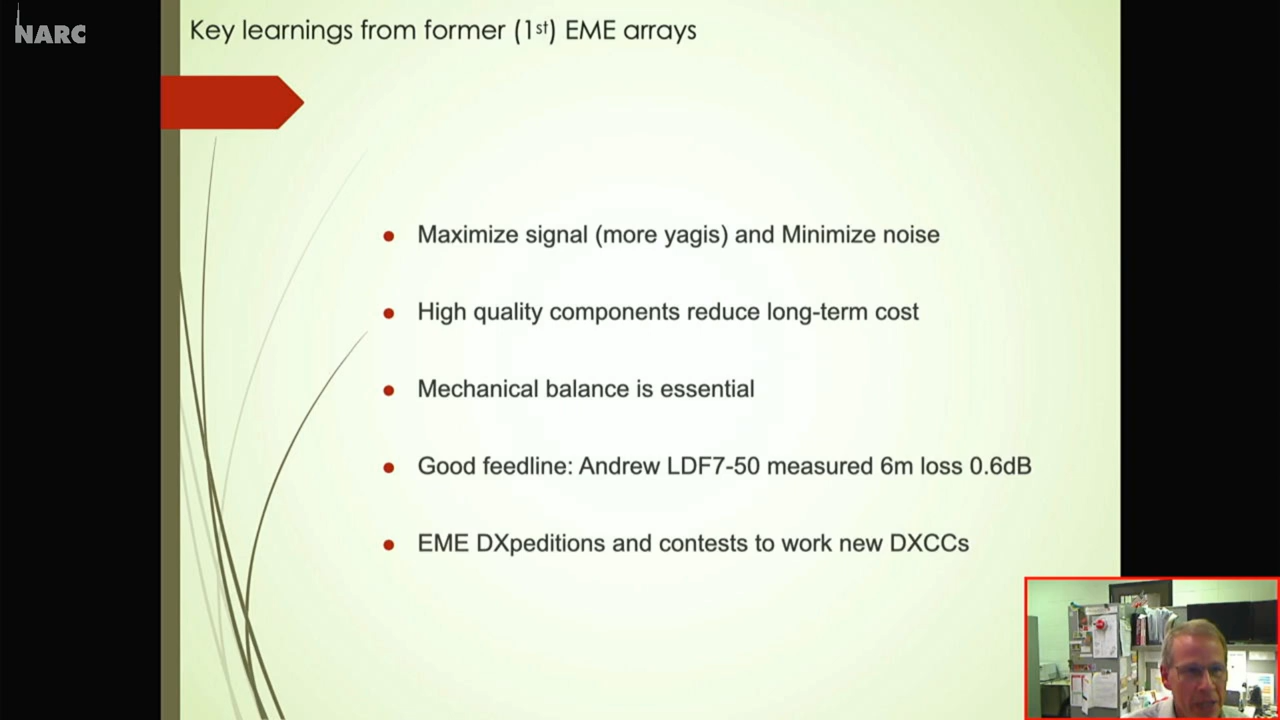 NARC
Key learnings from former (1st) EME arrays
Maximize signal (more yagis) and Minimize noise
High quality components reduce long-term cost
Mechanical balance is essential
Good feedline: Andrew LDF7-50 measured 6m loss 0.6dB
EME DXpeditions and contests to work new DXCCs